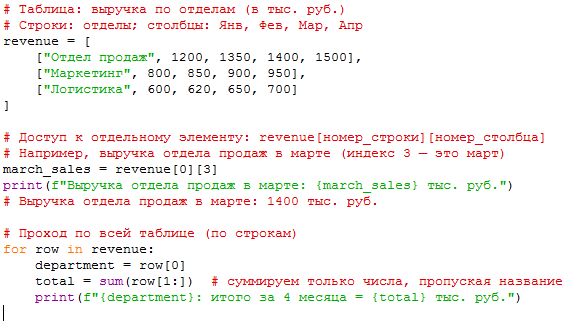 # Таблица: выручка по отделам (в тыс. руб.)
# Строки: отделы; столбцы: Янв, Фев, Мар, Апр
revenue = [
    ["Отдел продаж", 1200, 1350, 1400, 1500],
    ["Маркетинг", 800, 850, 900, 950],
    ["Логистика", 600, 620, 650, 700]
]

# Доступ к отдельному элементу: revenue[номер_строки][номер_столбца]
# Например, выручка отдела продаж в марте (индекс 3 — это март)
march_sales = revenue[0][3]
print(f"Выручка отдела продаж в марте: {march_sales} тыс. руб.")
# Выручка отдела продаж в марте: 1400 тыс. руб.

# Проход по всей таблице (по строкам)
for row in revenue:
    department = row[0]
    total = sum(row[1:])  # суммируем только числа, пропуская название
    print(f"{department}: итого за 4 месяца = {total} тыс. руб.")